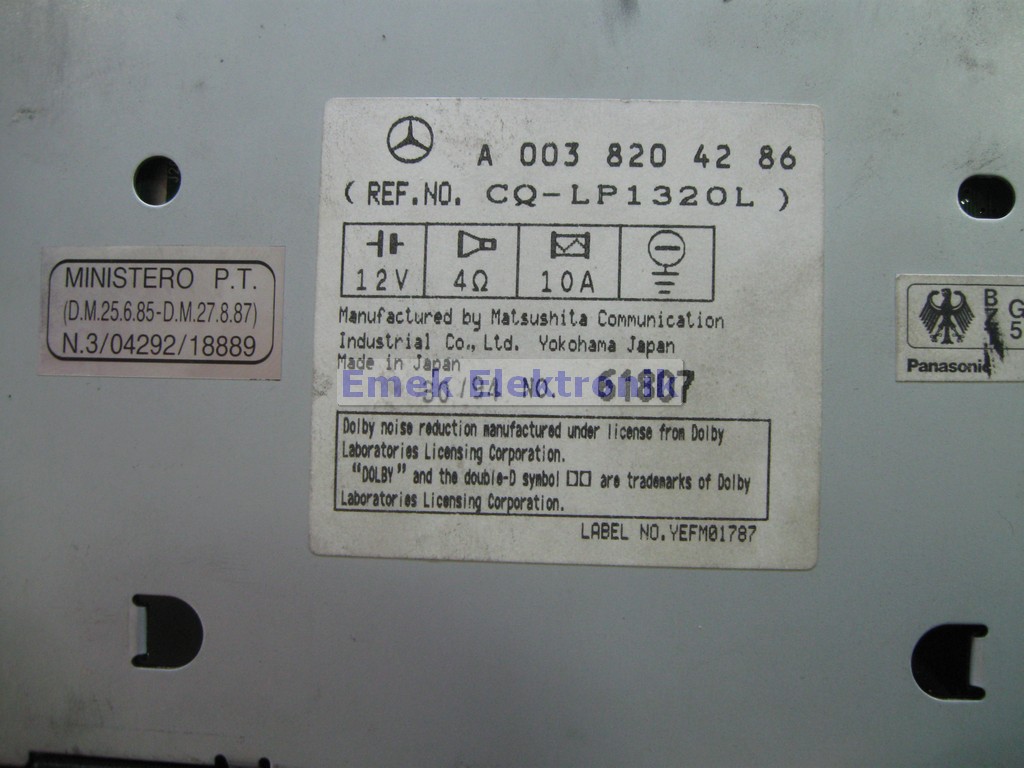 A 003 820 42 86
(REF.NO. CQ-LP1320L)
12V 4Ω 10A
Manufactured by Matsushita Communication
Industrial Co., Ltd. Yokohama Japan
Made in Japan
/94 NO. 61807
Emek Elektronik
Dolby noise reduction manufactured under license from Dolby
Laboratories Licensing Corporation.
"DOLBY" and the double-D symbol are trademarks of Dolby
Laboratories Licensing Corporation.
LABEL NO.YEFM01787
MINISTERO P.T.
(D.M.25.6.85-D.M.27.8.87)
N.3/04292/18889
B G
Z 5
Panasonic